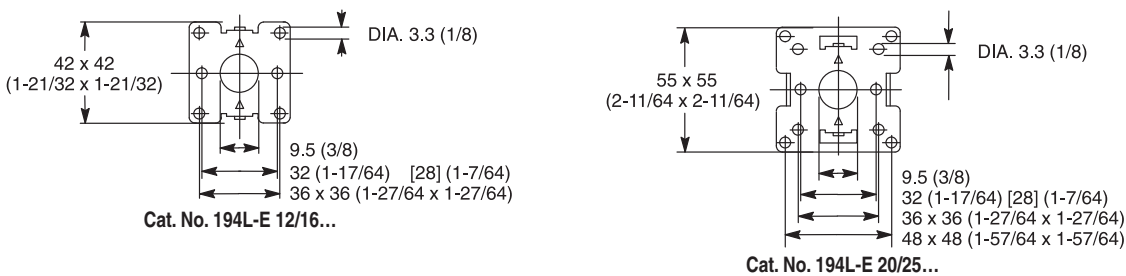 DIA. 3.3 (1/8)
42 x 42
(1-21/32 x 1-21/32)
9.5 (3/8)
32 (1-17/64) [28] (1-7/64)
36 x 36 (1-27/64 x 1-27/64)
Cat. No. 194L-E 12/16...
DIA. 3.3 (1/8)
55 x 55
(2-11/64 x 2-11/64)
9.5 (3/8)
32 (1-17/64) [28] (1-7/64)
36 x 36 (1-27/64 x 1-27/64)
48 x 48 (1-57/64 x 1-57/64)
Cat. No. 194L-E 20/25...